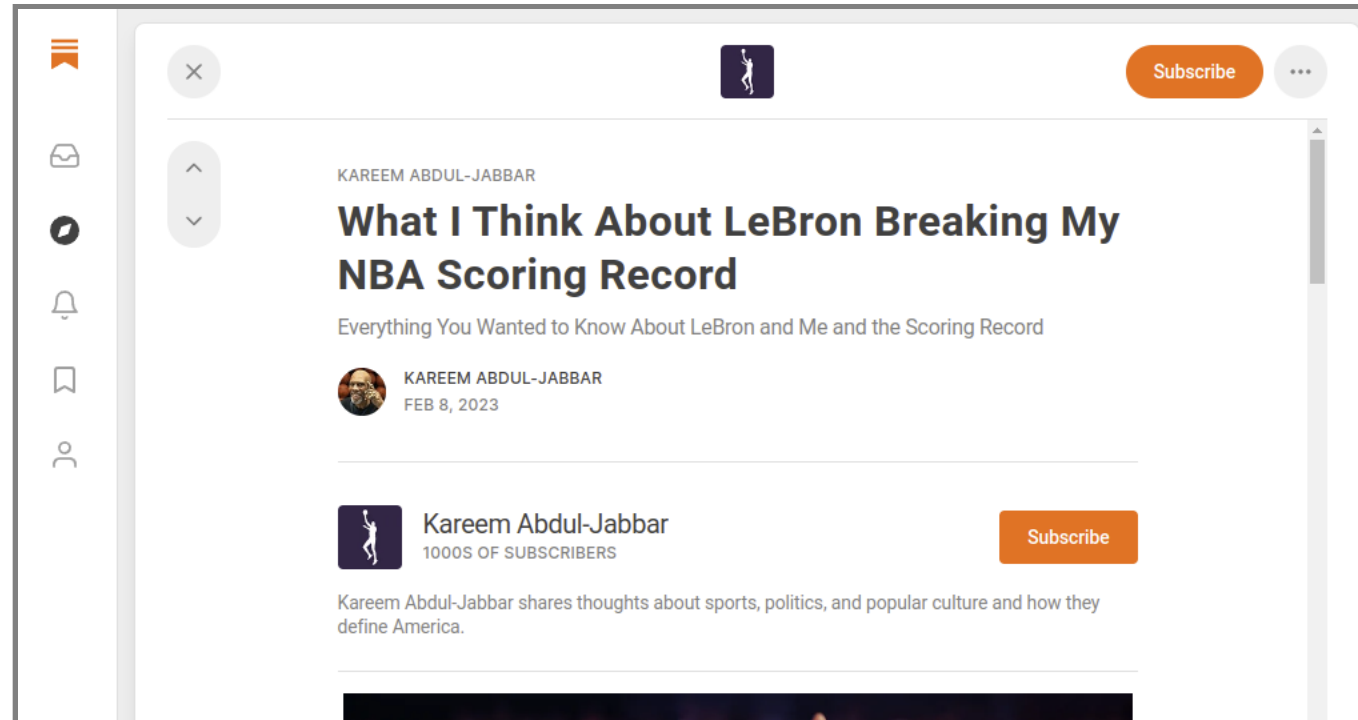 Subscribe
KAREEM ABDUL-JABBAR
What I Think About LeBron Breaking My
NBA Scoring Record
Everything You Wanted to Know About LeBron and Me and the Scoring Record
KAREEM ABDUL-JABBAR
FEB 8, 2023
Kareem Abdul-Jabbar
1000S OF SUBSCRIBERS
Subscribe
Kareem Abdul-Jabbar shares thoughts about sports, politics, and popular culture and how they
define America.